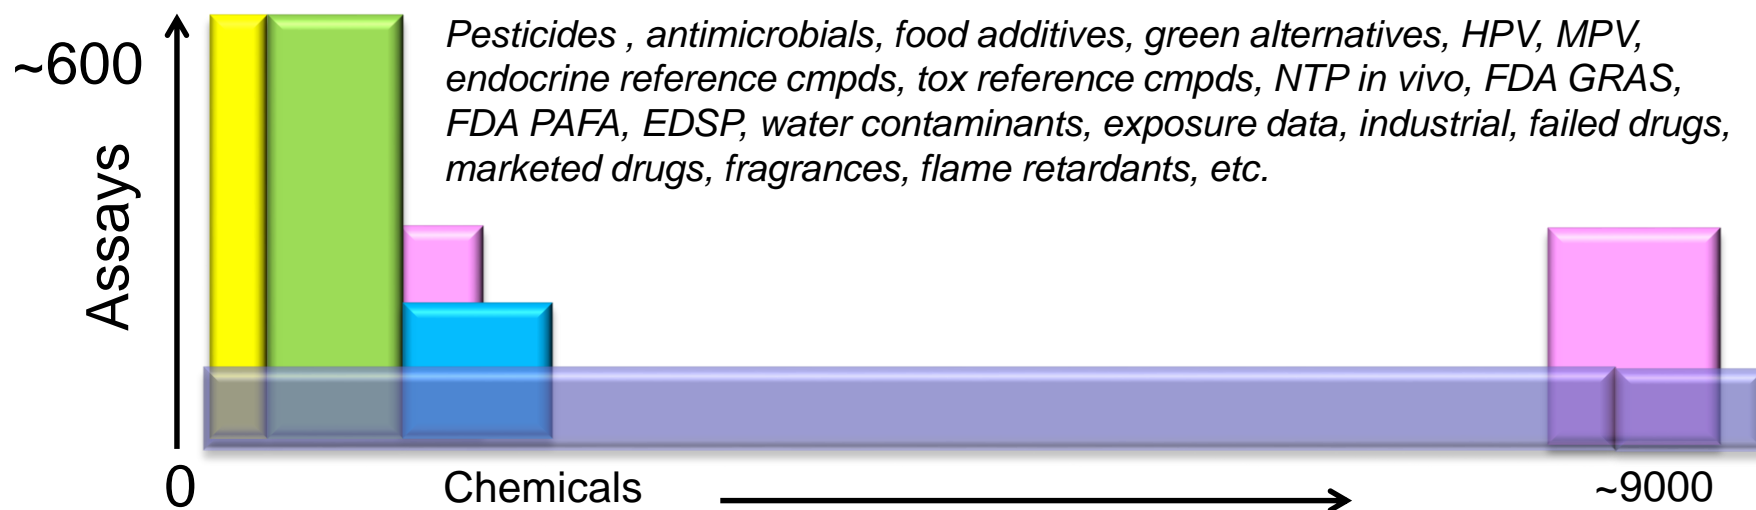 Pesticides , antimicrobials, food additives, green alternatives, HPV, MPV,
endocrine reference cmpds, tox reference cmpds, NTP in vivo, FDA GRAS,
FDA PAFA, EDSP, water contaminants, exposure data, industrial, failed drugs,
marketed drugs, fragrances, flame retardants, etc.
~600
Assays
0
Chemicals
~9000